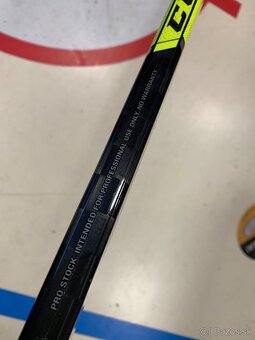 PRO STOCK. INTENDED FOR PROFESSIONAL USE ONLY, NO WARRANTY